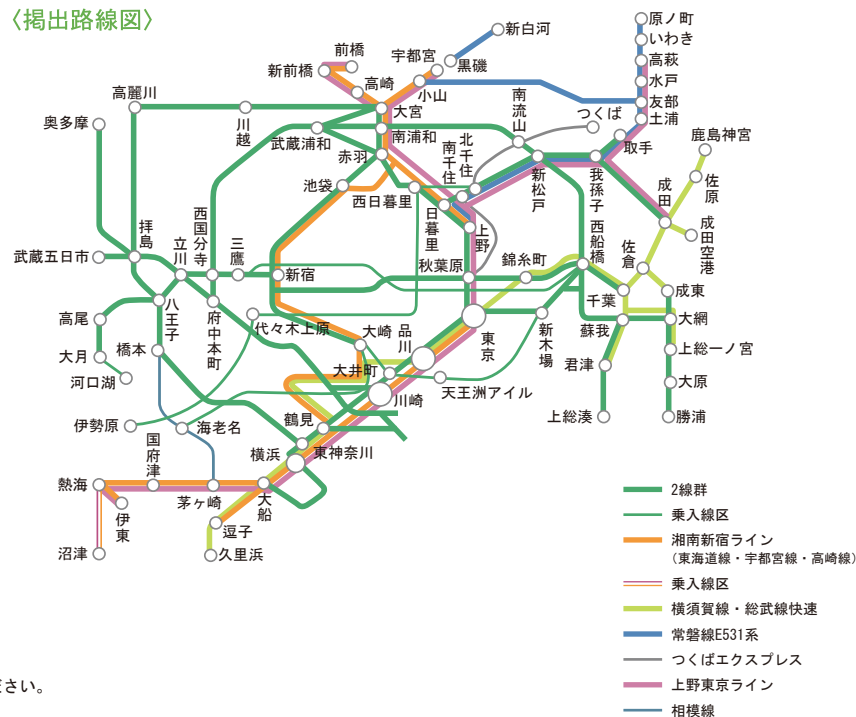 〈掲出路線図〉
原ノ町
いわき
高萩
水戸
友部
土浦
新白河
宇都宮
前橋
新前橋
黒磯
高崎
小山
高麗川
大宮
南流山
つくば
奥多摩
川越
南浦和
武蔵浦和
北千住
取手
鹿島神宮
赤羽
南千住
新松戸
我孫子
成田
佐原
池袋
西日暮里
日暮里
上野
西船橋
成田空港
拝島
立川
西国分寺
三鷹
武蔵五日市
新宿
秋葉原
錦糸町
佐倉
千葉
成東
八王子
府中本町
代々木上原
高尾
橋本
大崎
品川
東京
新木場
蘇我
大網
大月
大井町
君津
上総一ノ宮
河口湖
川崎
天王洲アイル
大原
伊勢原
海老名
鶴見
上総湊
勝浦
国府津
横浜
東神奈川
熱海
茅ヶ崎
大船
伊東
逗子
沼津
久里浜
2線群
乗入線区
湘南新宿ライン
(東海道線・宇都宮線・高崎線)
乗入線区
横須賀線・総武線快速
常磐線E531系
つくばエクスプレス
上野東京ライン
相模線
ださい。